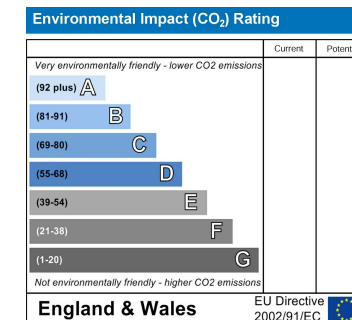 Environmental Impact (CO₂) Rating
Current Potent
Very environmentally friendly - lower CO2 emissions
(92 plus) A
(81-91) B
(69-80) C
(55-68) D
(39-54) E
(21-38) F
(1-20) G
Not environmentally friendly - higher CO2 emissions
England & Wales
EU Directive
2002/91/EC